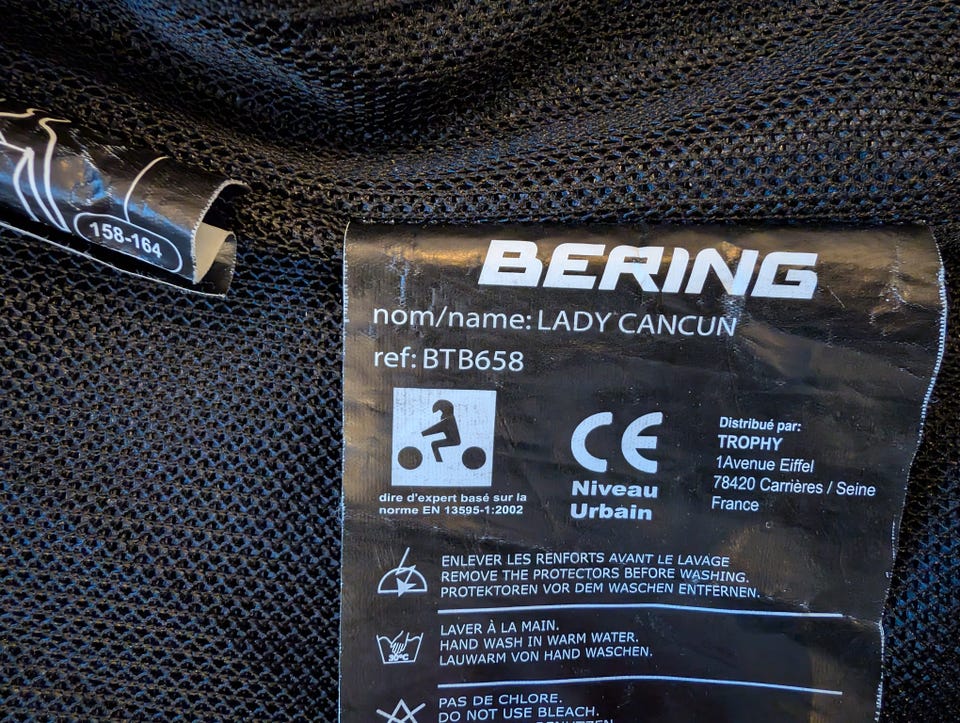 158-164
BERING
nom/name: LADY CANCUN
ref: BTB658
dire d'expert basé sur la
norme EN 13595-1:2002
CE
Niveau
Urbain
Distribué par:
TROPHY
1Avenue Eiffel
78420 Carrières / Seine
France
ENLEVER LES RENFORTS AVANT LE LAVAGE
REMOVE THE PROTECTORS BEFORE WASHING.
PROTEKTOREN VOR DEM WASCHEN ENTFERNEN.
30°C
LAVER À LA MAIN.
HAND WASH IN WARM WATER.
LAUWARM VON HAND WASCHEN.
PAS DE CHLORE.
DO NOT USE BLEACH.